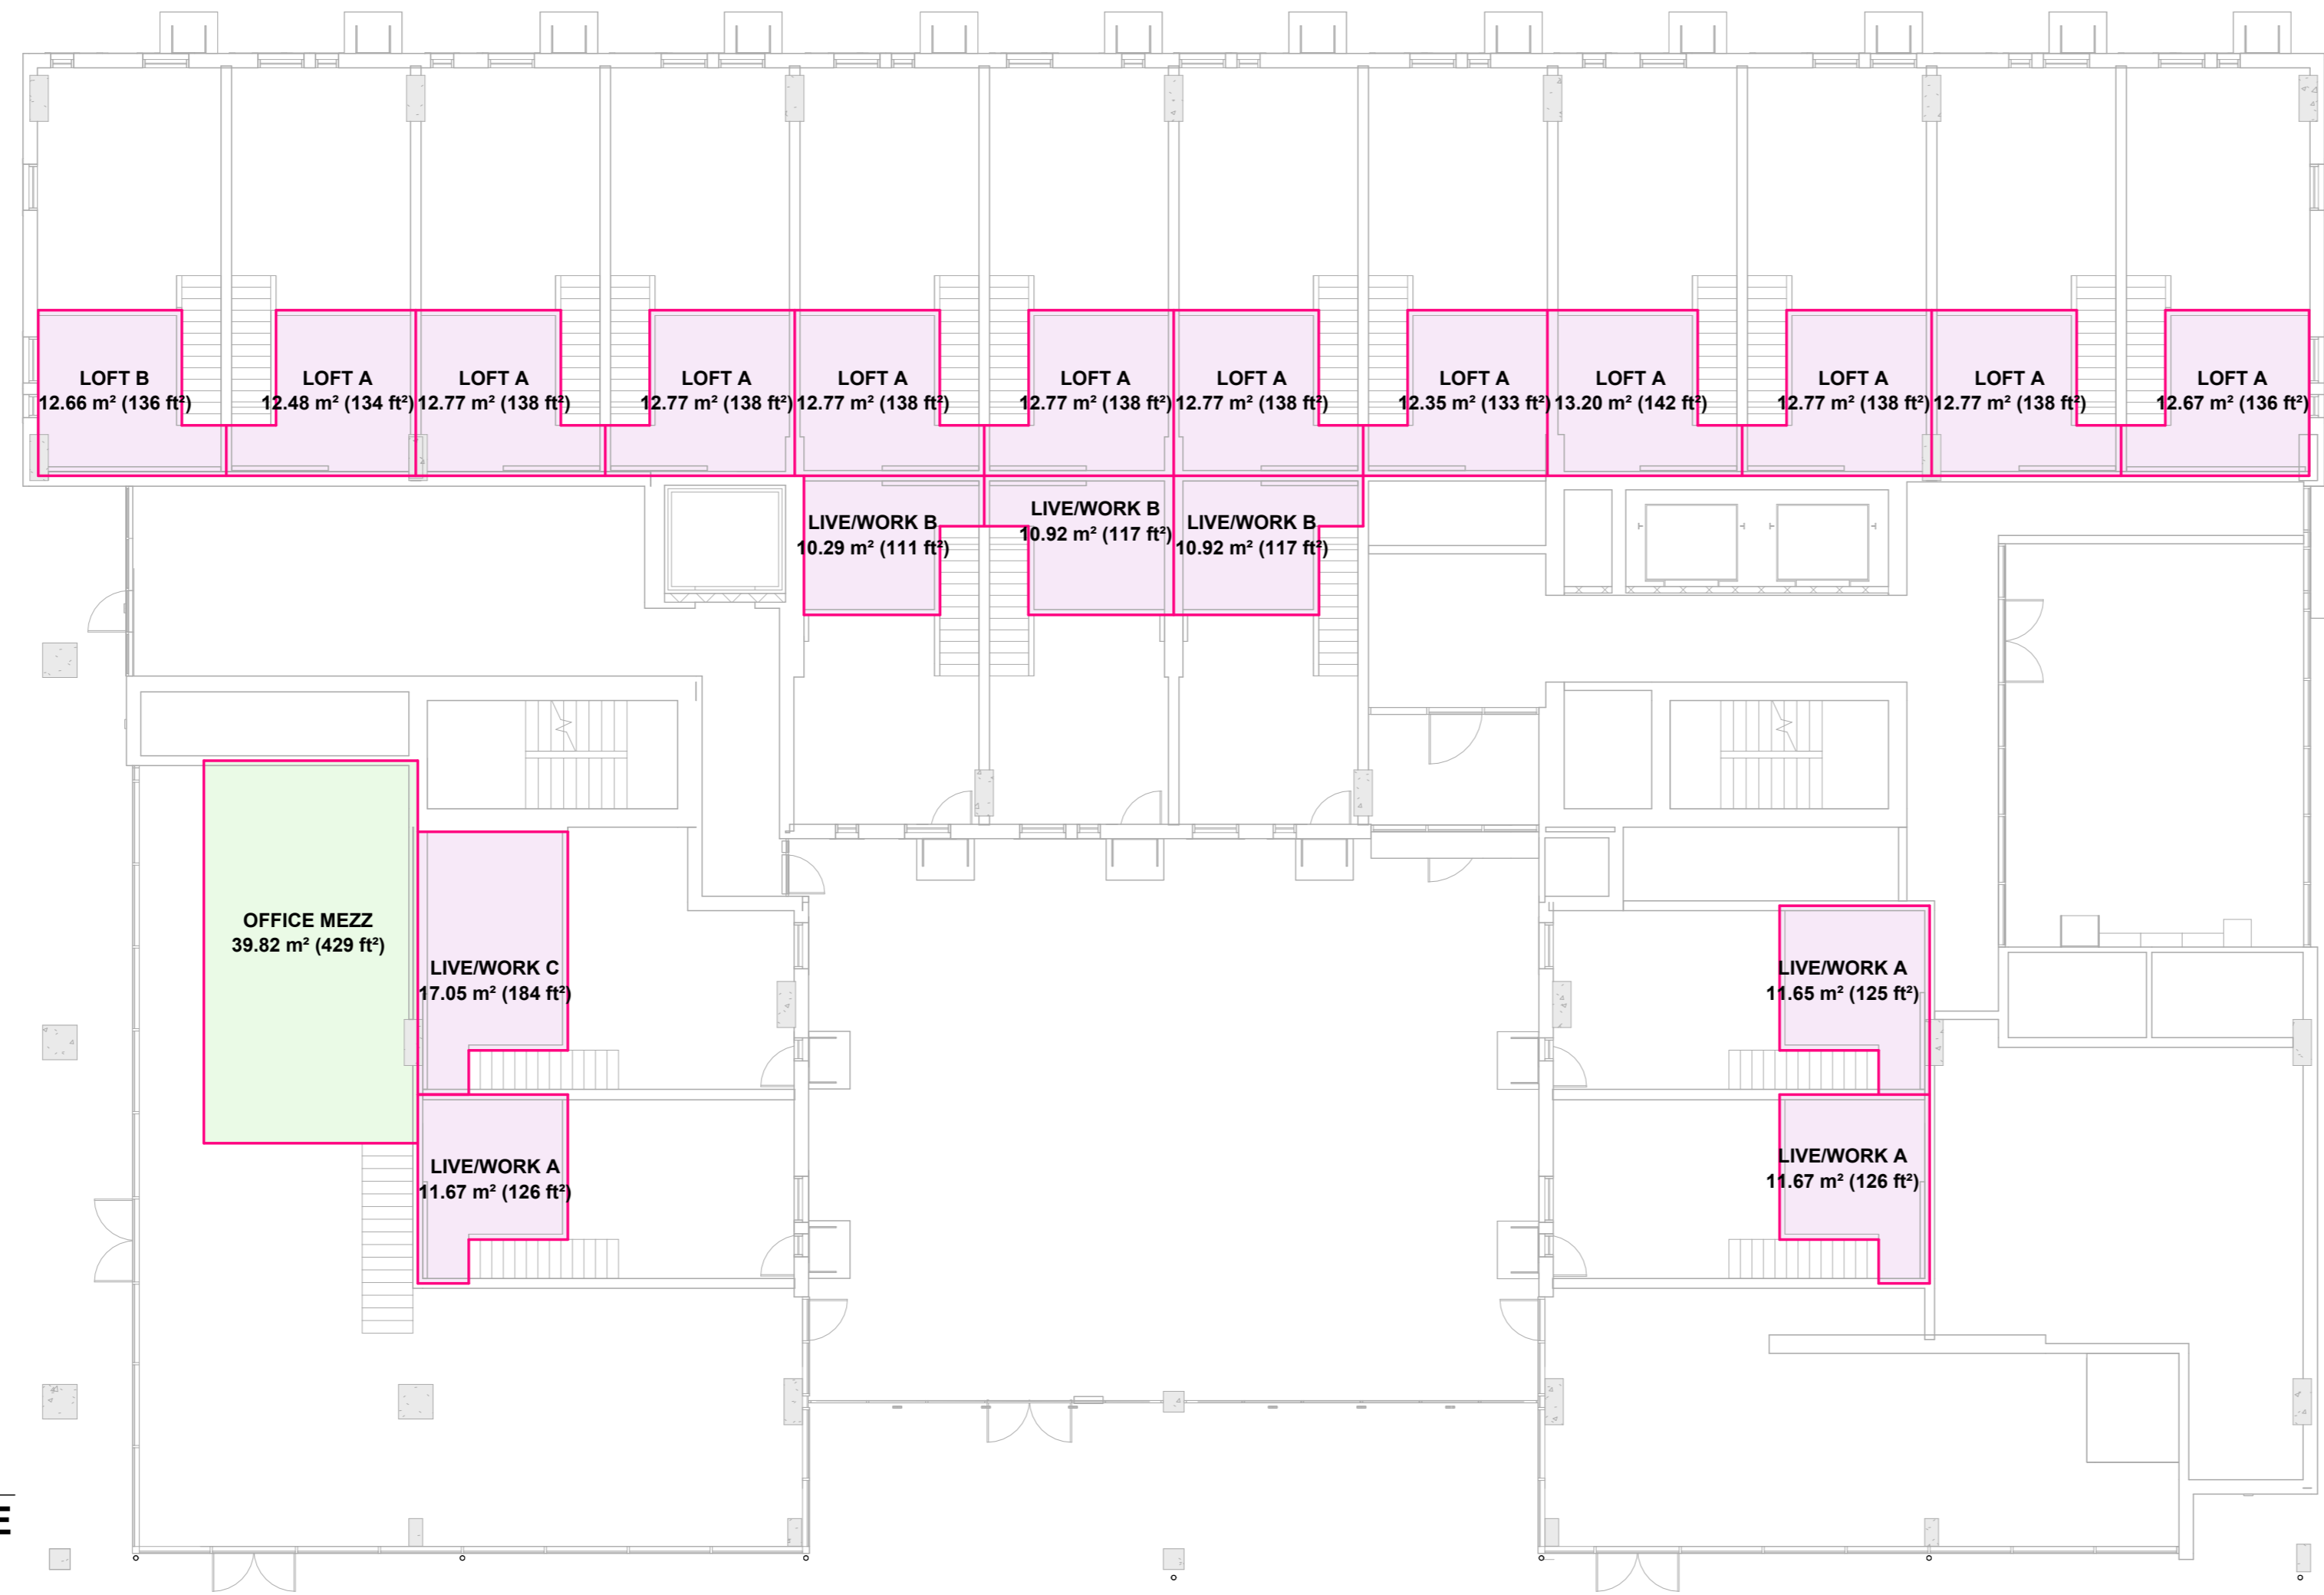 LOFT B
12.66 m² (136 ft²)
LOFT A
12.48 m² (134 ft²)
LOFT A
12.77 m² (138 ft²)
LOFT A
12.77 m² (138 ft²)
LOFT A
12.77 m² (138 ft²)
LOFT A
12.77 m² (138 ft²)
LOFT A
12.77 m² (138 ft²)
LOFT A
12.35 m² (133 ft²)
LOFT A
13.20 m² (142 ft²)
LOFT A
12.77 m² (138 ft²)
LOFT A
12.77 m² (138 ft²)
LOFT A
12.67 m² (136 ft²)
LIVE/WORK B
10.29 m² (111 ft²)
LIVE/WORK B
10.92 m² (117 ft²)
LIVE/WORK B
10.92 m² (117 ft²)
OFFICE MEZZ
39.82 m² (429 ft²)
LIVE/WORK C
17.05 m² (184 ft²)
LIVE/WORK A
11.65 m² (125 ft²)
LIVE/WORK A
11.67 m² (126 ft²)
LIVE/WORK A
11.67 m² (126 ft²)
E